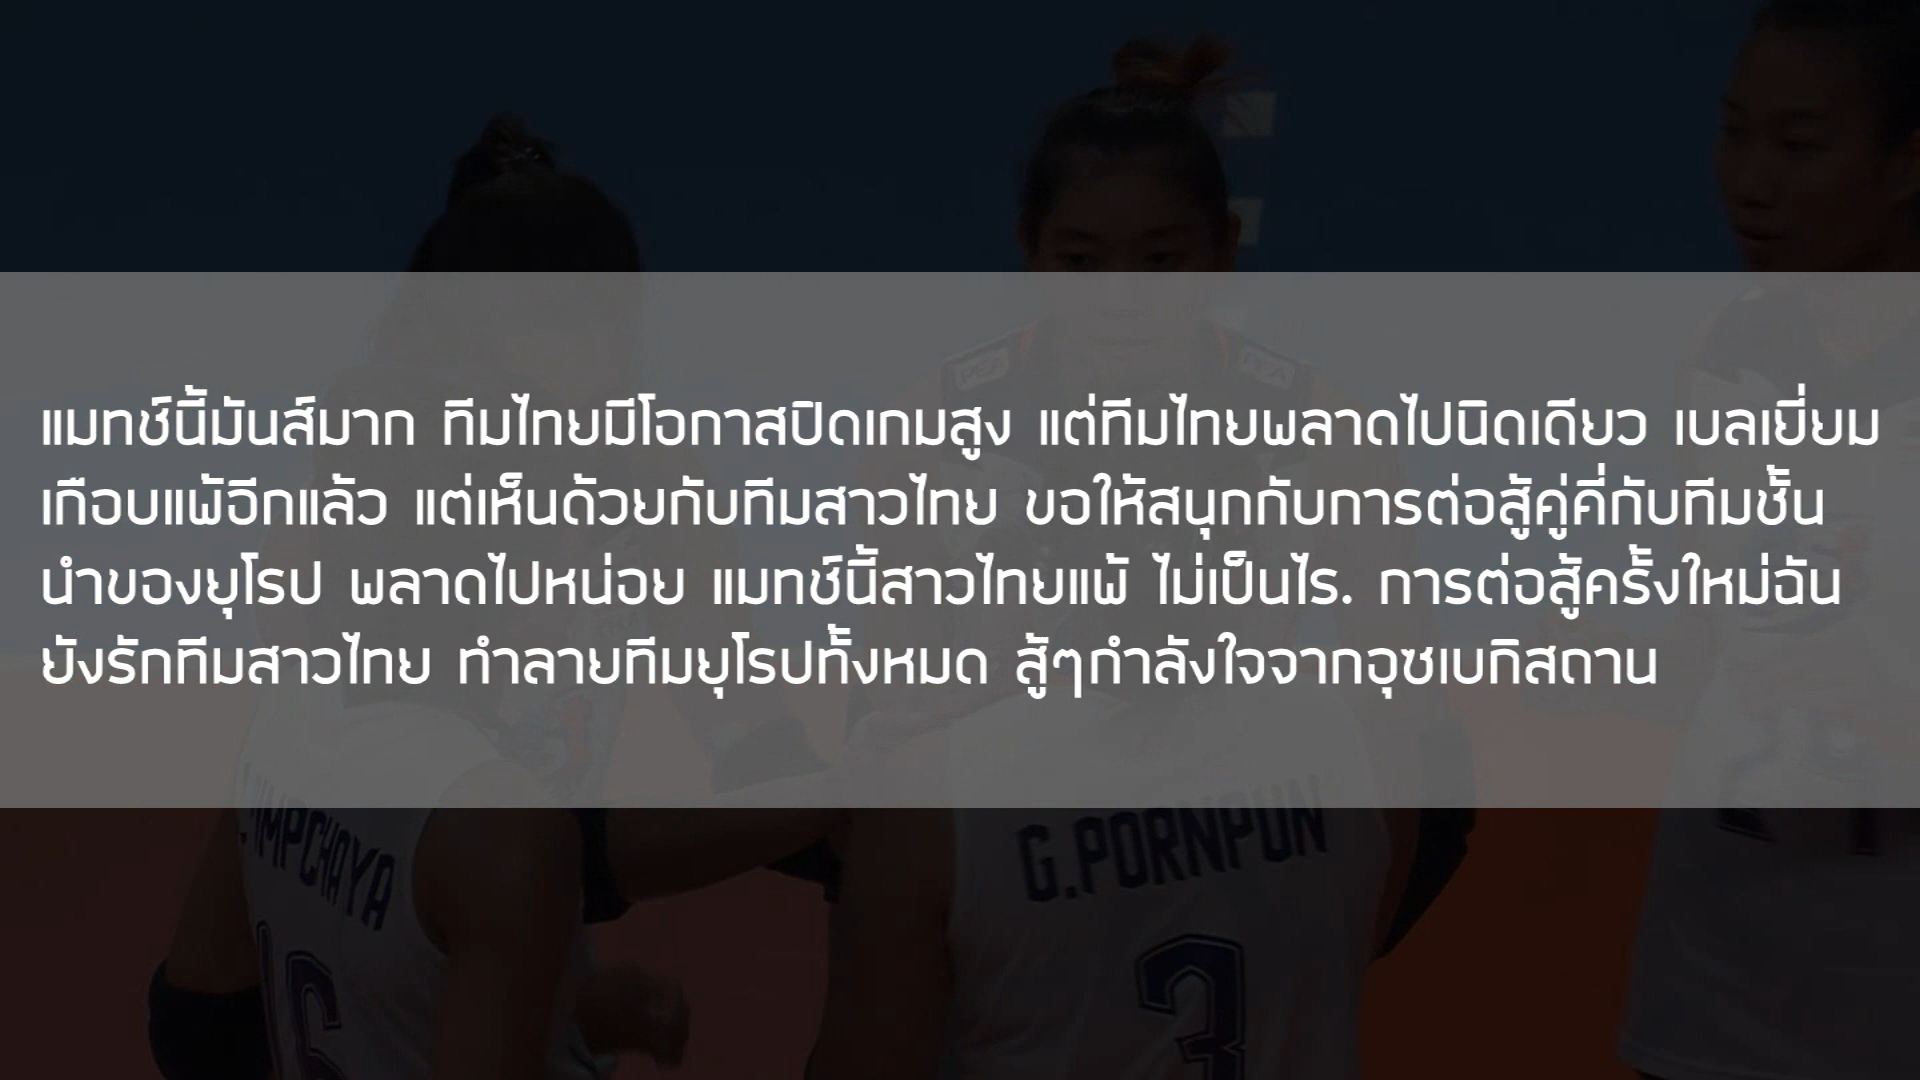 แมทช์นี้มันส์มาก ทีมไทยมีโอกาสปิดเกมสูง แต่ทีมไทยพลาดไปนิดเดียว เบลเยี่ยม
เกือบแพ้อีกแล้ว แต่เห็นด้วยกับทีมสาวไทย ขอให้สนุกกับการต่อสู้คู่คี่กับทีมชั้น
นำของยุโรป พลาดไปหน่อย แมทช์นี้สาวไทยแพ้ ไม่เป็นไร. การต่อสู้ครั้งใหม่ฉัน
ยังรักทีมสาวไทย ทำลายทีมยุโรปทั้งหมด สู้ๆกำลังใจจากอุซเบกิสถาน
MPCHAYA
16
G.PORNPUN
3